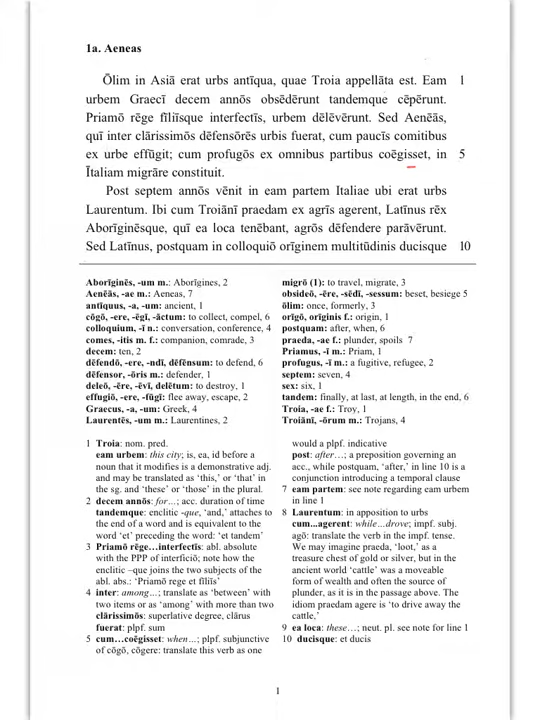 1a. Aeneas
Ōlim in Asiā erat urbs antīqua, quae Troia appellāta est. Eam 1
urbem Graecī decem annōs obsēdērunt tandemque cēpērunt.
Priamō rēge fīliīsque interfectīs, urbem dēlēvērunt. Sed Aenēās,
quī inter clārissimōs dēfensōrēs urbis fuerat, cum paucīs comitibus
ex urbe effūgit; cum profugōs ex omnibus partibus coēgisset, in 5
Ītaliam migrāre constituit.
Post septem annōs vēnit in eam partem Italiae ubi erat urbs
Laurentum. Ibi cum Troiānī praedam ex agrīs agerent, Latīnus rēx
Aborīginēsque, quī ea loca tenēbant, agrōs dēfendere parāvērunt.
Sed Latīnus, postquam in colloquiō orīginem multitūdinis ducisque 10
Aborīginēs, -um m.: Aborīgines, 2
Aenēās, -ae m.: Aeneas, 7
antīquus, -a, -um: ancient, 1
cōgō, -ere, -ēgī, -āctum: to collect, compel, 6
colloquium, -ī n.: conversation, conference, 4
comes, -itis m. f.: companion, comrade, 3
decem: ten, 2
dēfendō, -ere, -ndī, dēfēnsum: to defend, 6
dēfensor, -ōris m.: defender, 1
deleō, -ēre, -ēvī, delētum: to destroy, 1
effugiō, -ere, -fūgī: flee away, escape, 2
Graecus, -a, -um: Greek, 4
Laurentēs, -um m.: Laurentines, 2
migrō (1): to travel, migrate, 3
obsideō, -ēre, -sēdī, -sessum: beset, besiege 5
ōlim: once, formerly, 3
orīgō, orīginis f.: origin, 1
postquam: after, when, 6
praeda, -ae f.: plunder, spoils 7
Priamus, -ī m.: Priam, 1
profugus, -ī m.: a fugitive, refugee, 2
septem: seven, 4
sex: six, 1
tandem: finally, at last, at length, in the end, 6
Troia, -ae f.: Troy, 1
Troiānī, -ōrum m.: Trojans, 4
1 Troia: nom. pred.
eam urbem: this city; is, ea, id before a
noun that it modifies is a demonstrative adj.
and may be translated as ‘this,’ or ‘that’ in
the sg. and ‘these’ or ‘those’ in the plural.
2 decem annōs: for…; acc. duration of time
tandemque: enclitic -que, ‘and,’ attaches to
the end of a word and is equivalent to the
word ‘et’ preceding the word: ‘et tandem’
3 Priamō rēge…interfectīs: abl. absolute
with the PPP of interficiō; note how the
enclitic –que joins the two subjects of the
abl. abs.: ‘Priamō rege et fīliīs’
4 inter: among…; translate as ‘between’ with
two items or as ‘among’ with more than two
clārissimōs: superlative degree, clārus
fuerat: plpf. sum
5 cum…coēgisset: when…; plpf. subjunctive
of cōgō, cōgere: translate this verb as one
would a plpf. indicative
post: after…; a preposition governing an
acc., while postquam, ‘after,’ in line 10 is a
conjunction introducing a temporal clause
7 eam partem: see note regarding eam urbem
in line 1
8 Laurentum: in apposition to urbs
cum...agerent: while…drove; impf. subj.
agō: translate the verb in the impf. tense.
We may imagine praeda, ‘loot,’ as a
treasure chest of gold or silver, but in the
ancient world ‘cattle’ was a moveable
form of wealth and often the source of
plunder, as it is in the passage above. The
idiom praedam agere is ‘to drive away the
cattle,’
9 ea loca: these…; neut. pl. see note for line 1
10 ducisque: et ducis
1